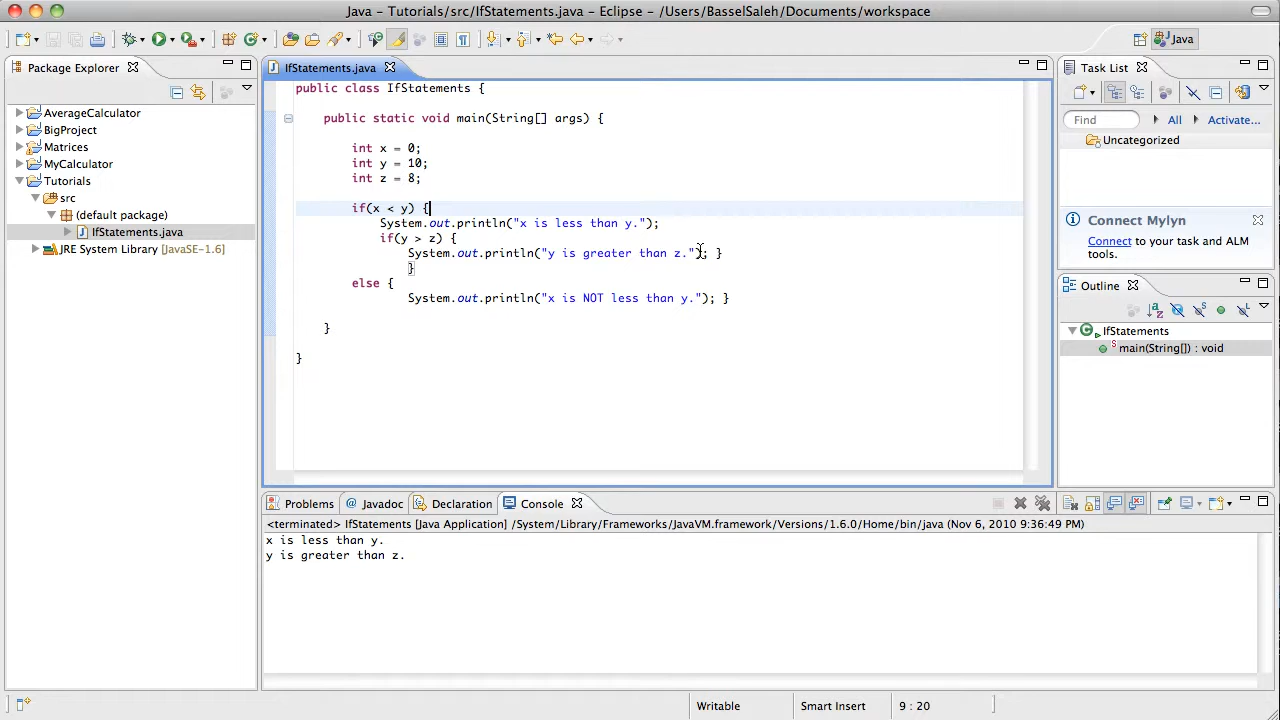 Java - Tutorials/src/IfStatements.java - Eclipse - /Users/BasselSaleh/Documents/workspace
Java
Package Explorer
AverageCalculator
BigProject
Matrices
MyCalculator
Tutorials
src
(default package)
IfStatements.java
JRE System Library [JavaSE-1.6]
IfStatements.java
public class IfStatements {
public static void main(String[] args) {
int x = 0;
int y = 10;
int z = 8;
if(x < y) {
System.out.println("x is less than y.");
if(y > z) {
System.out.println("y is greater than z."); }
}
else {
System.out.println("x is NOT less than y."); }
}
}
Task List
Find
All
Activate...
Uncategorized
Connect Mylyn
Connect to your task and ALM
tools.
Outline
IfStatements
main(String[]) : void
Problems
Javadoc
Declaration
Console
<terminated> IfStatements [Java Application] /System/Library/Frameworks/JavaVM.framework/Versions/1.6.0/Home/bin/java (Nov 6, 2010 9:36:49 PM)
x is less than y.
y is greater than z.
Writable
Smart Insert
9 : 20